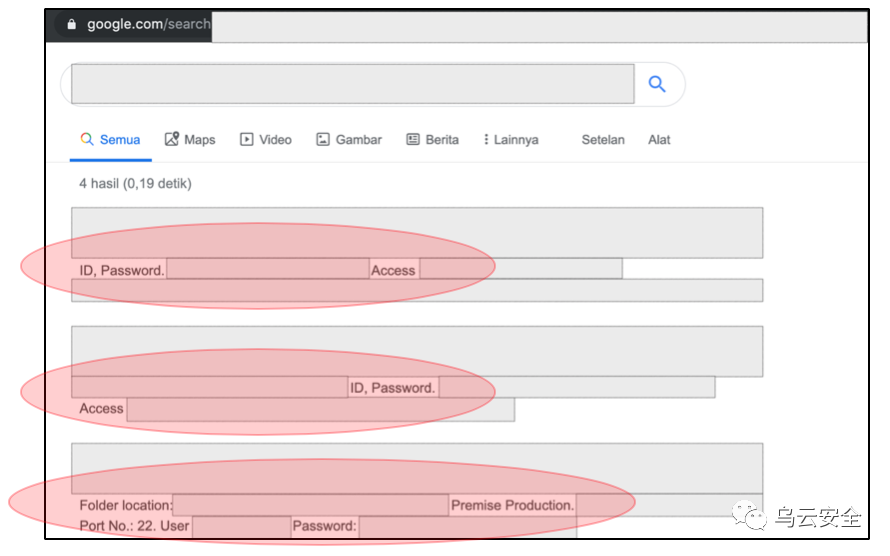 google.com/search
Semua Maps Video Gambar Berita Lainnya Setelan Alat
4 hasil (0,19 detik)
ID, Password. Access
ID, Password.
Access
Folder location: Premise Production.
Port No.: 22. User Password:
乌云安全